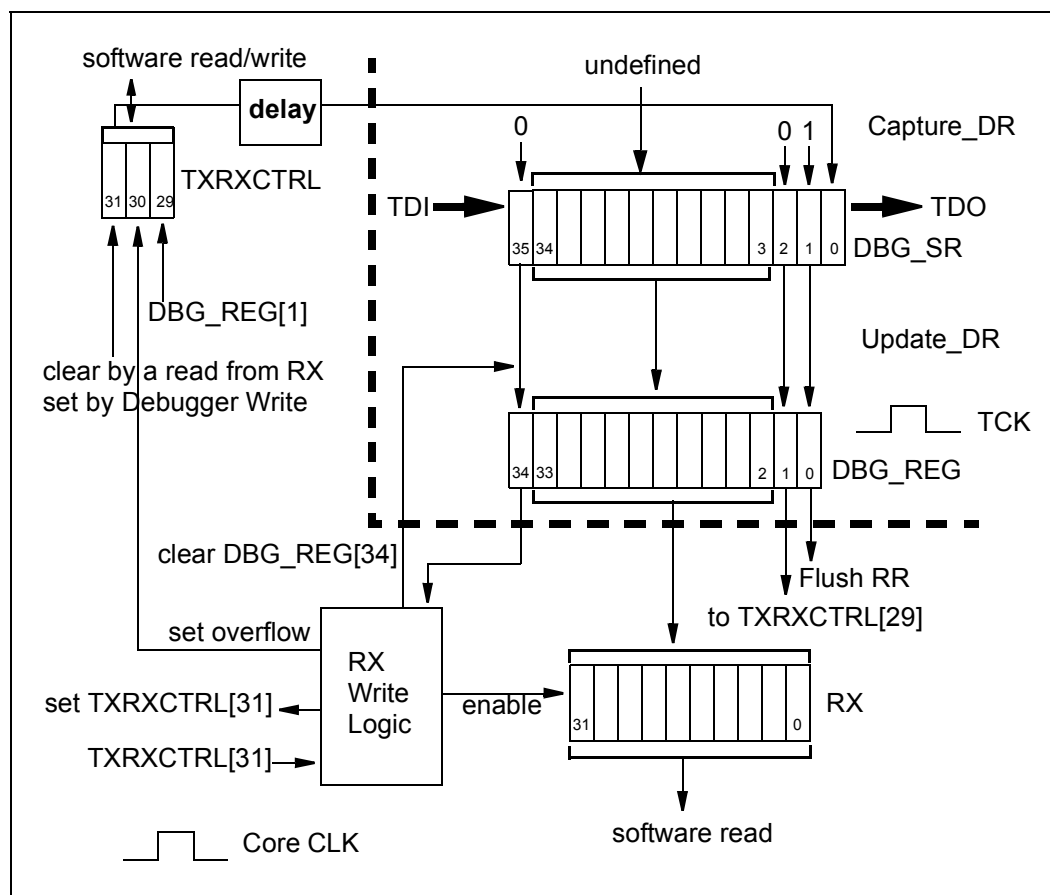 software read/write
undefined
delay
0
0 1
Capture_DR
TXRXCTRL
31 30 29
TDI
TDO
35 34 3 2 1 0
DBG_SR
DBG_REG[1]
Update_DR
clear by a read from RX
set by Debugger Write
TCK
34 33 2 1 0
DBG_REG
clear DBG_REG[34]
Flush RR
to TXRXCTRL[29]
set overflow
RX
Write
Logic
set TXRXCTRL[31]
enable
RX
31 0
TXRXCTRL[31]
software read
Core CLK